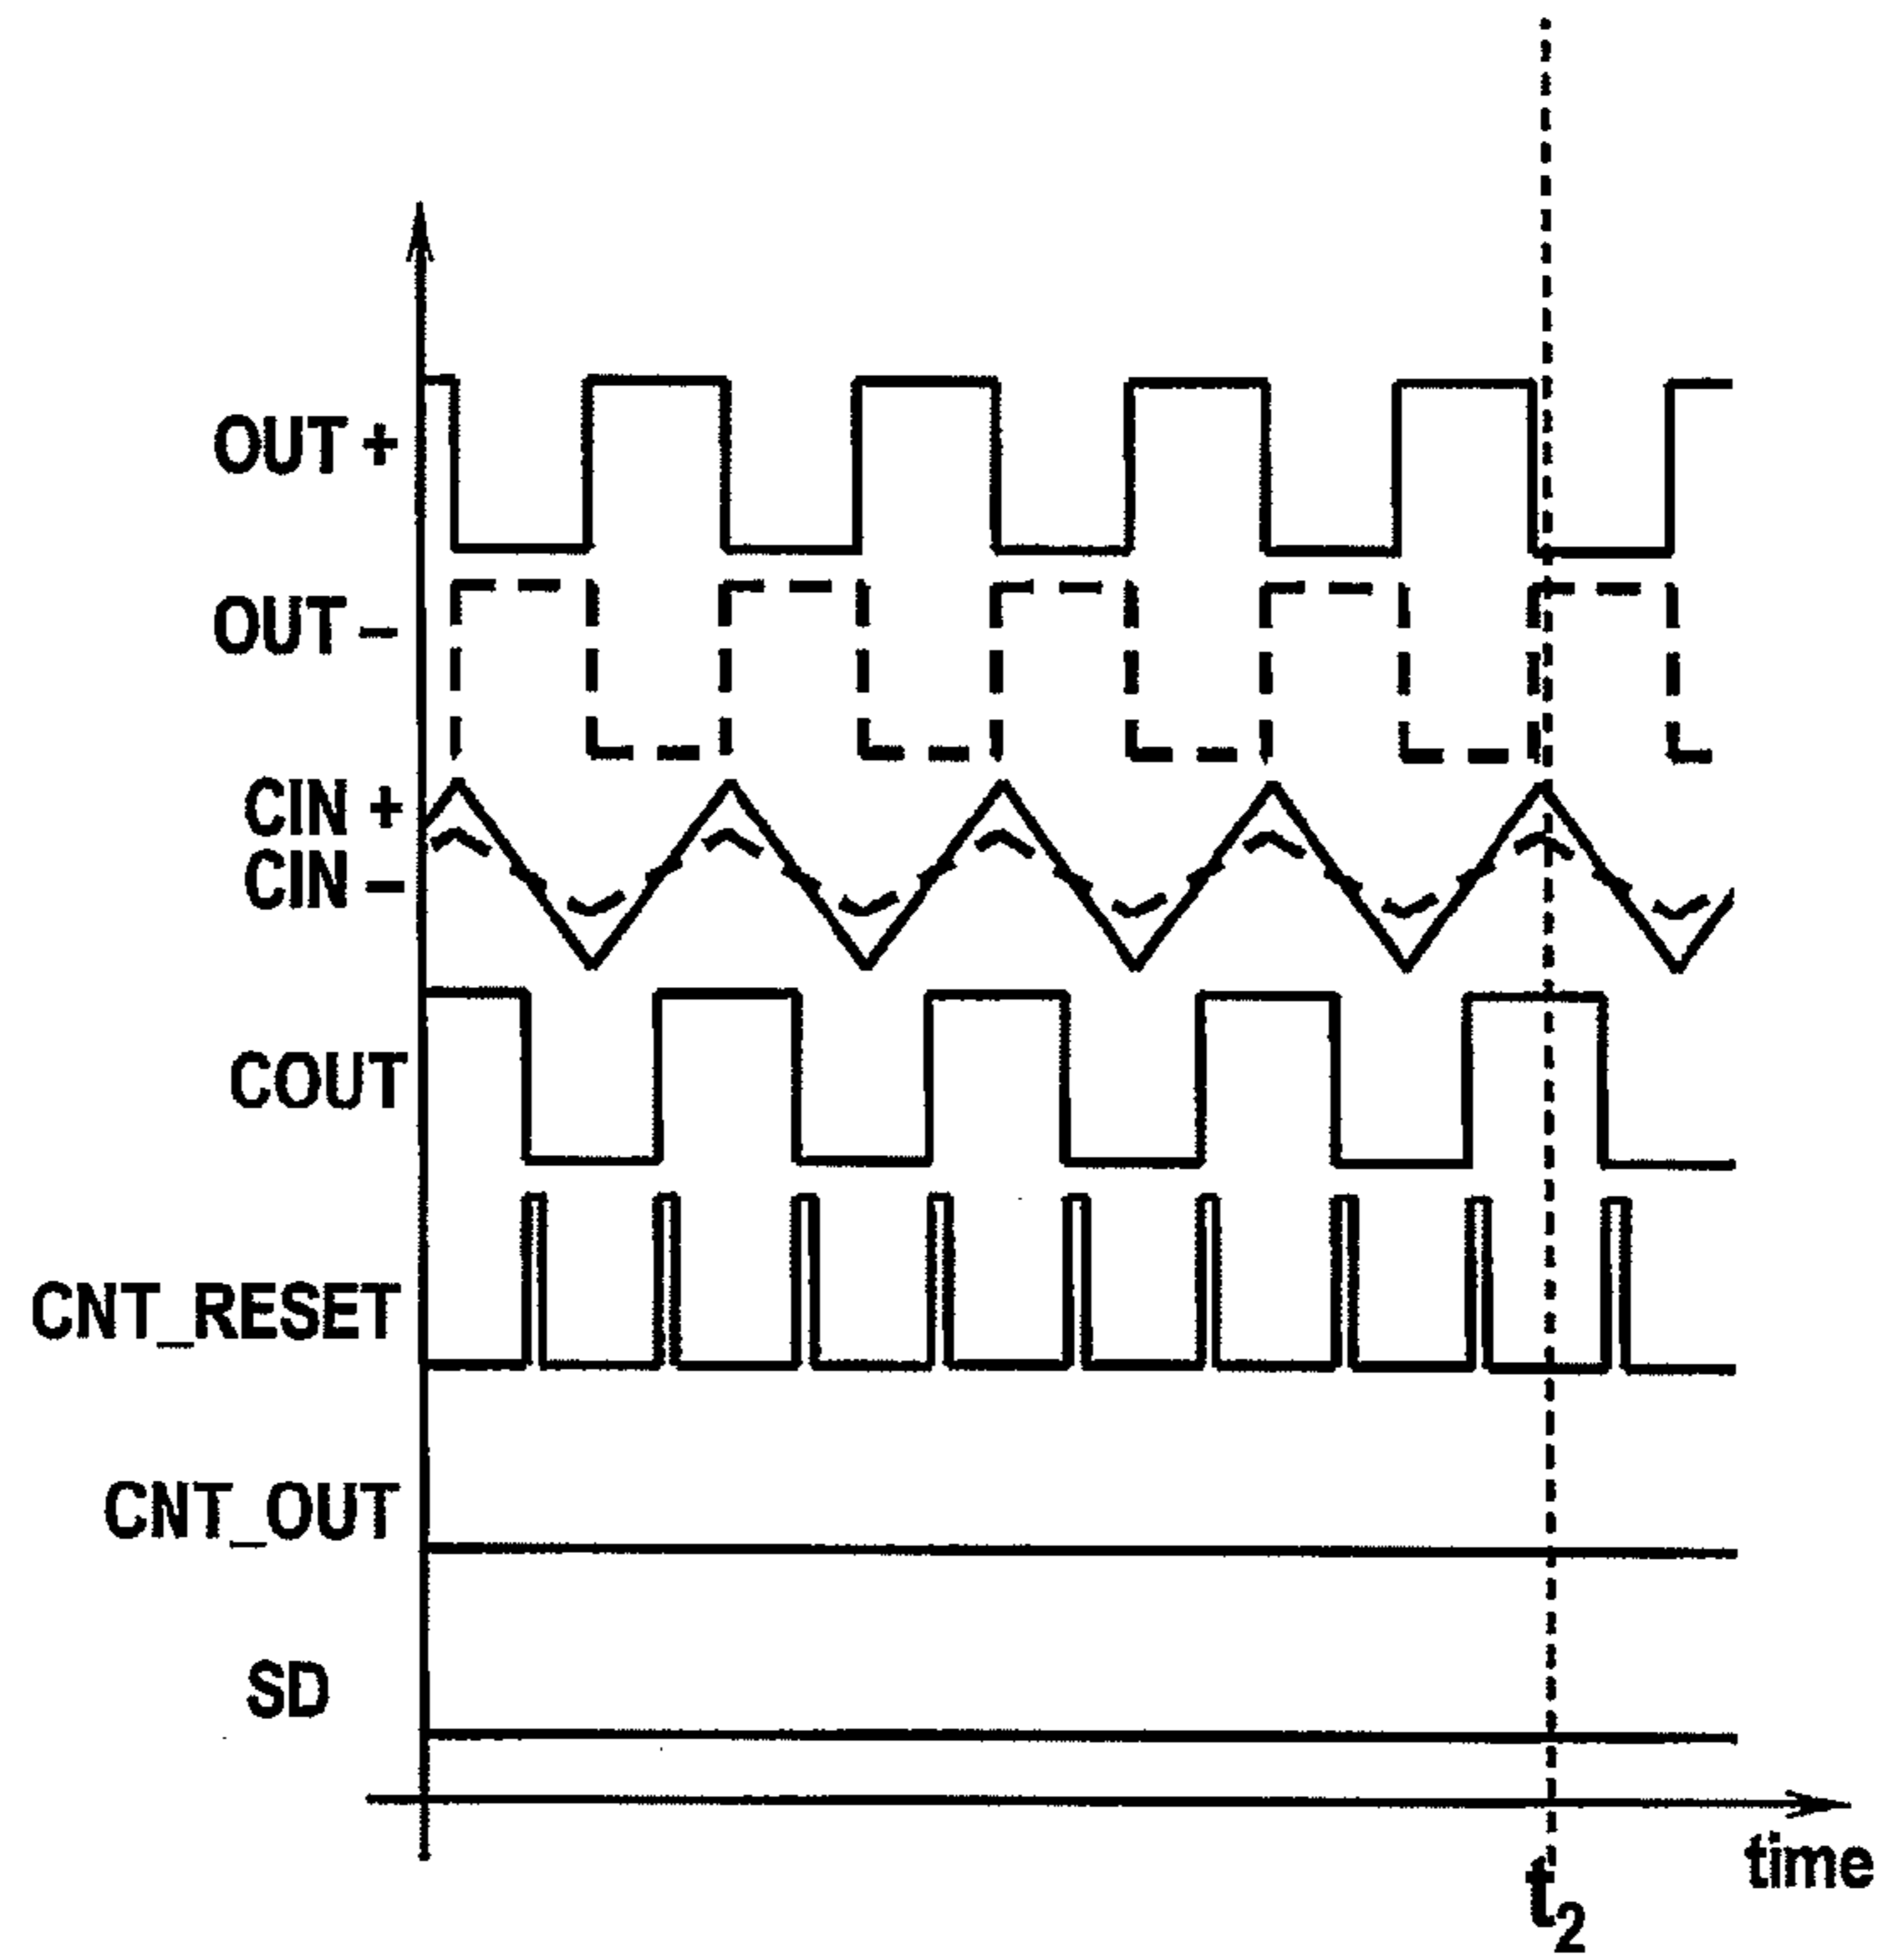 OUT +
OUT −
CIN +
CIN −
COUT
CNT_RESET
CNT_OUT
SD
time
t2